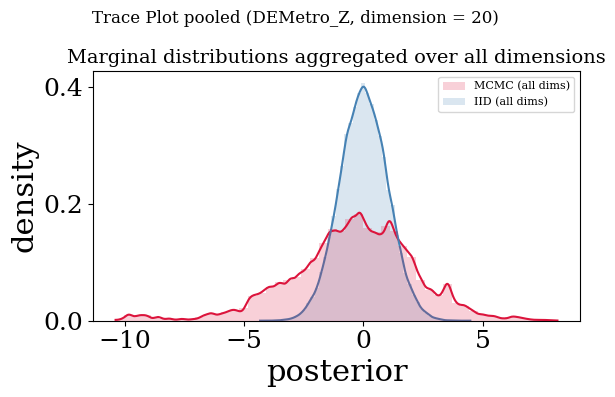 Trace Plot pooled (DEMetro_Z, dimension = 20)
Marginal distributions aggregated over all dimensions
MCMC (all dims)
IID (all dims)
density
0.4
0.2
0.0
−10
−5
0
5
posterior